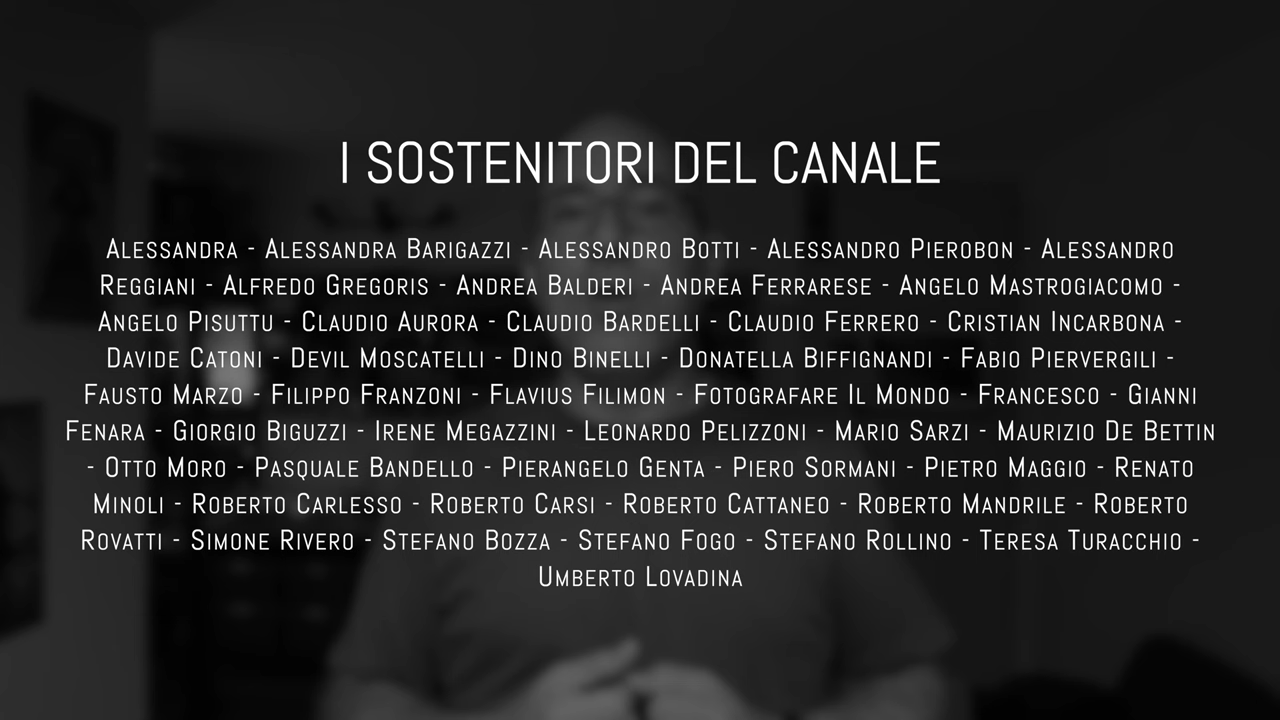 I SOSTENITORI DEL CANALE
Alessandra - Alessandra Barigazzi - Alessandro Botti - Alessandro Pierobon - Alessandro
Reggiani - Alfredo Gregoris - Andrea Balderi - Andrea Ferrarese - Angelo Mastrogiacomo -
Angelo Pisuttu - Claudio Aurora - Claudio Bardelli - Claudio Ferrero - Cristian Incarbona -
Davide Catoni - Devil Moscatelli - Dino Binelli - Donatella Biffignandi - Fabio Piervergili -
Fausto Marzo - Filippo Franzoni - Flavius Filimon - Fotografare Il Mondo - Francesco - Gianni
Fenara - Giorgio Biguzzi - Irene Megazzini - Leonardo Pelizzoni - Mario Sarzi - Maurizio De Bettin
- Otto Moro - Pasquale Bandello - Pierangelo Genta - Piero Sormani - Pietro Maggio - Renato
Minoli - Roberto Carlesso - Roberto Carsi - Roberto Cattaneo - Roberto Mandrile - Roberto
Rovatti - Simone Rivero - Stefano Bozza - Stefano Fogo - Stefano Rollino - Teresa Turacchio -
Umberto Lovadina